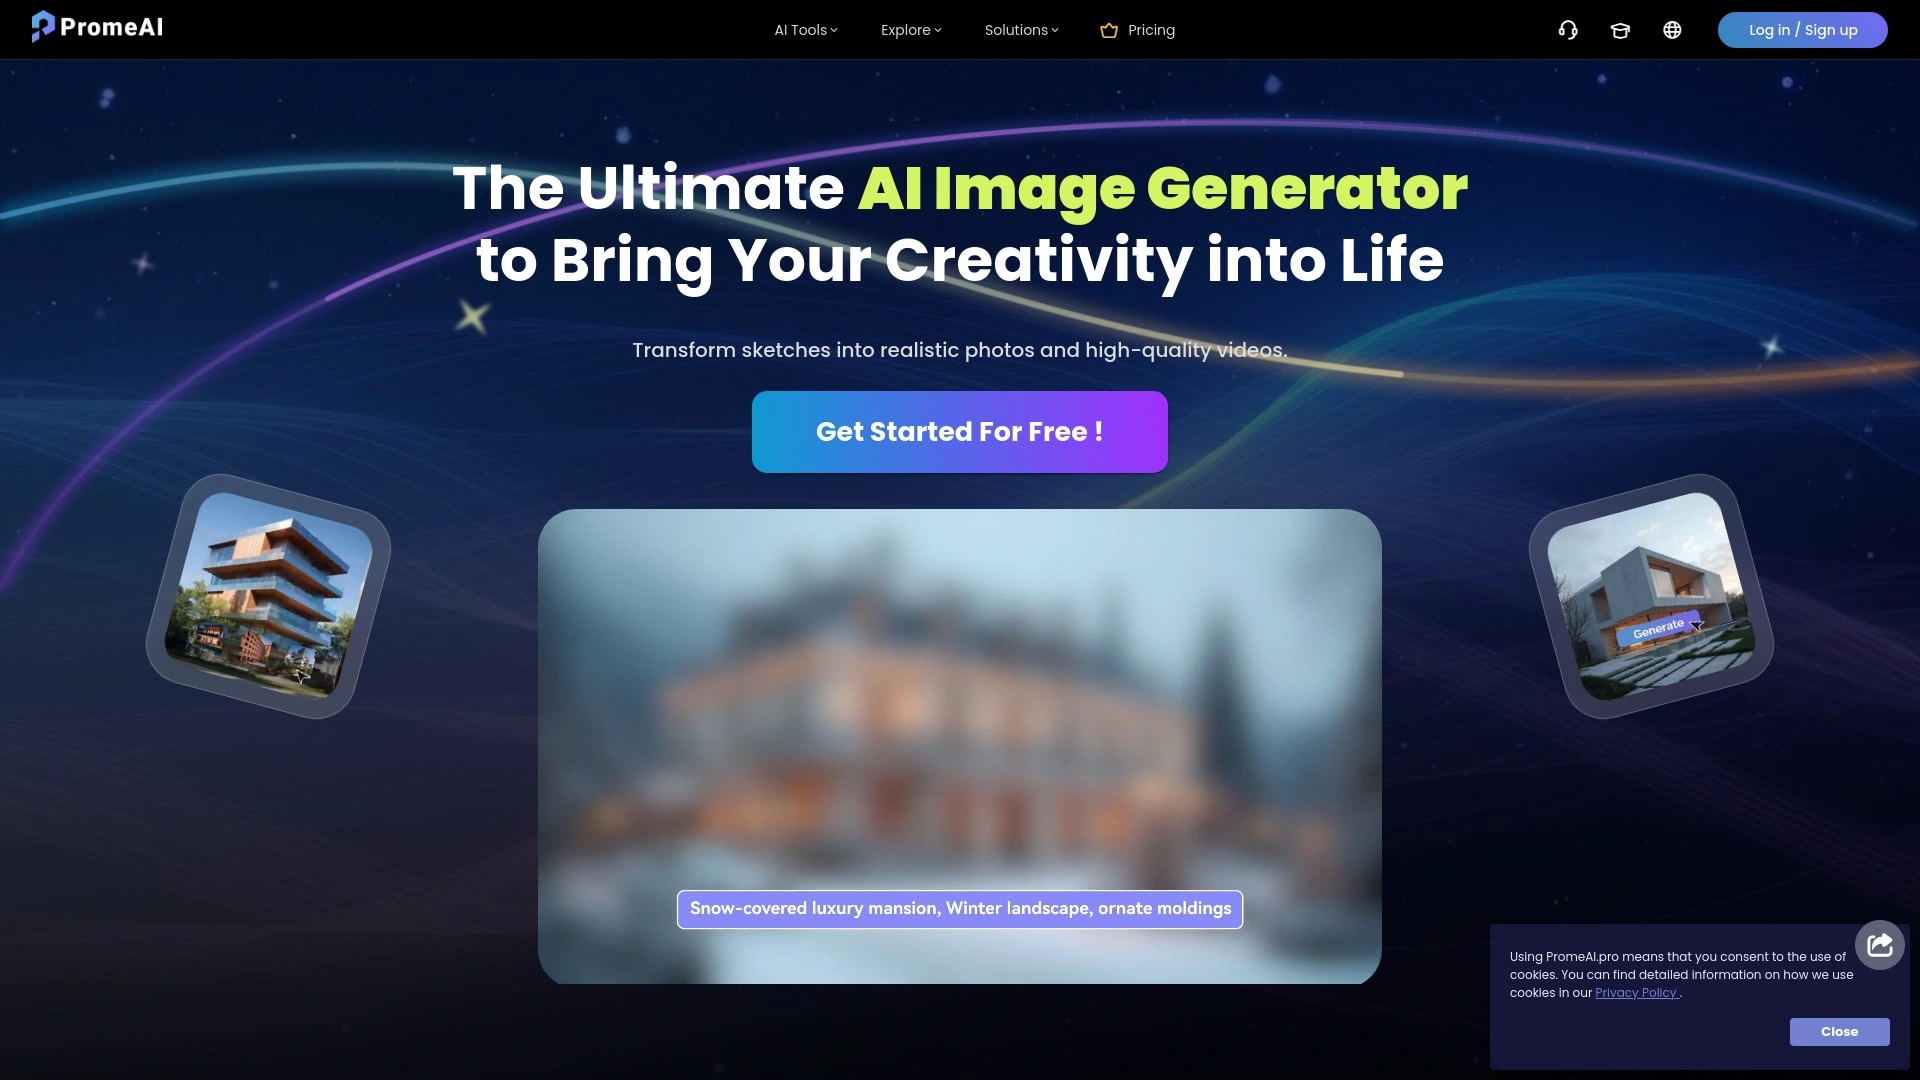 PromeAI
AI Tools
Explore
Solutions
Pricing
Log in / Sign up
The Ultimate AI Image Generator
to Bring Your Creativity into Life
Transform sketches into realistic photos and high-quality videos.
Get Started For Free !
Generate
Snow-covered luxury mansion, Winter landscape, ornate moldings
Using PromeAI.pro means that you consent to the use of
cookies. You can find detailed information on how we use
cookies in our Privacy Policy .
Close